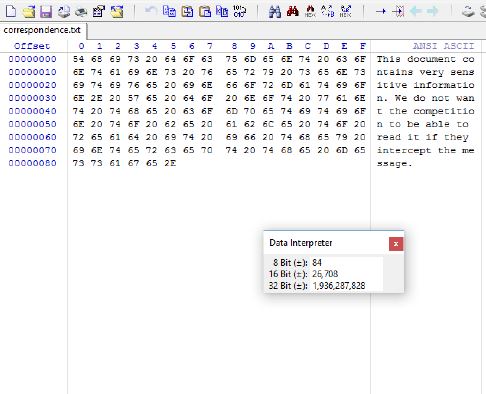 correspondence.txt
Offset 0 1 2 3 4 5 6 7 8 9 A B C D E F ANSI ASCII
00000000 54 68 69 73 20 64 6F 63 75 6D 65 6E 74 20 63 6F This document co
00000010 6E 74 61 69 6E 73 20 76 65 72 79 20 73 65 6E 73 ntains very sens
00000020 69 74 69 76 65 20 69 6E 66 6F 72 6D 61 74 69 6F itive informatio
00000030 6E 2E 20 57 65 20 64 6F 20 6E 6F 74 20 77 61 6E n. We do not wan
00000040 74 20 74 68 65 20 63 6F 6D 70 65 74 69 74 69 6F t the competitio
00000050 6E 20 74 6F 20 62 65 20 61 62 6C 65 20 74 6F 20 n to be able to
00000060 72 65 61 64 20 69 74 20 69 66 20 74 68 65 79 20 read it if they
00000070 69 6E 74 65 72 63 65 70 74 20 74 68 65 20 6D 65 intercept the me
00000080 73 73 61 67 65 2E ssage.
Data Interpreter x
8 Bit (±): 84
16 Bit (±): 26,708
32 Bit (±): 1,936,287,828